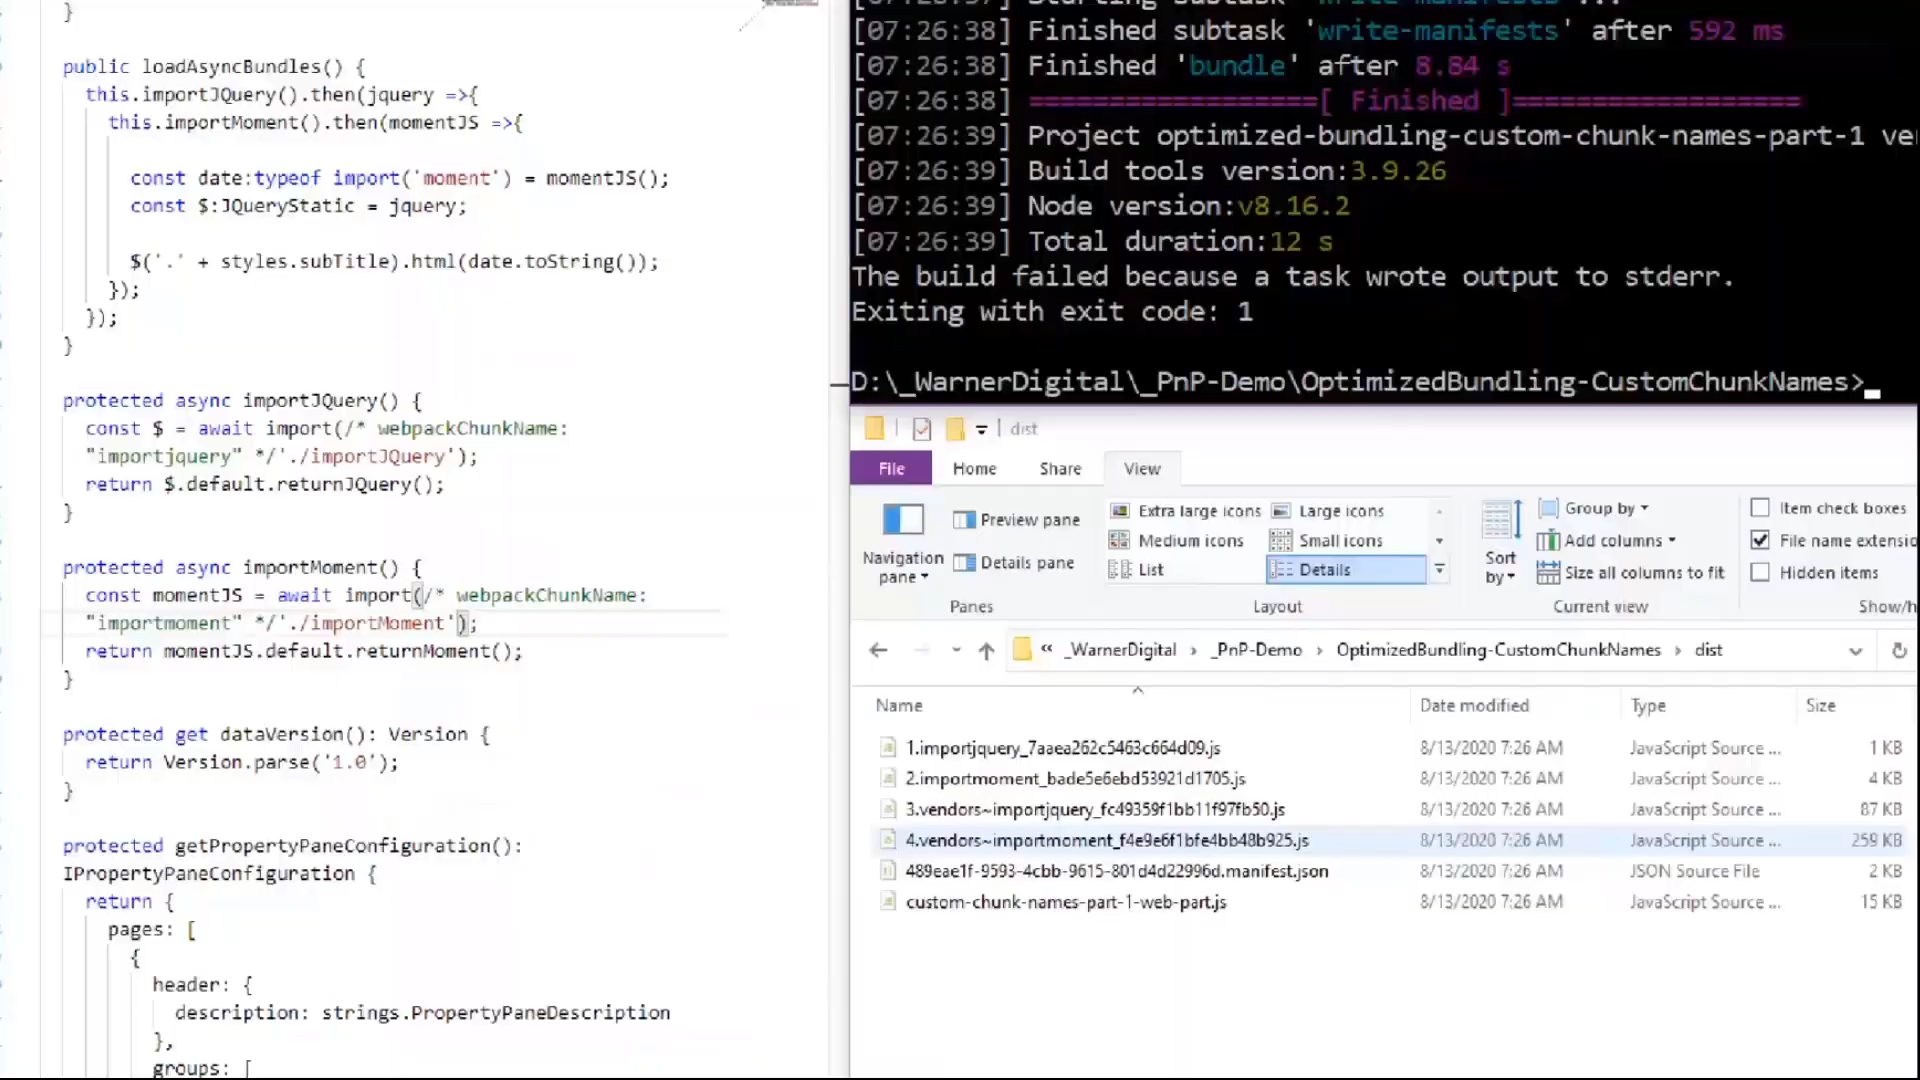 }
public loadAsyncBundles() {
this.importJQuery().then(jquery =>{
this.importMoment().then(momentJS =>{
const date:typeof import('moment') = momentJS();
const $:JQueryStatic = jquery;
$('.' + styles.subTitle).html(date.toString());
});
});
}
protected async importJQuery() {
const $ = await import(/* webpackChunkName:
"importjquery" */'./importJQuery');
return $.default.returnJQuery();
}
protected async importMoment() {
const momentJS = await import(/* webpackChunkName:
"importmoment" */'./importMoment');
return momentJS.default.returnMoment();
}
protected get dataVersion(): Version {
return Version.parse('1.0');
}
protected getPropertyPaneConfiguration():
IPropertyPaneConfiguration {
return {
pages: [
{
header: {
description: strings.PropertyPaneDescription
},
groups: [
[07:26:37] Starting subtask 'write-manifests'...
[07:26:38] Finished subtask 'write-manifests' after 592 ms
[07:26:38] Finished 'bundle' after 8.84 s
[07:26:38] ==================[ Finished ]==================
[07:26:39] Project optimized-bundling-custom-chunk-names-part-1 ve
[07:26:39] Build tools version:3.9.26
[07:26:39] Node version:v8.16.2
[07:26:39] Total duration:12 s
The build failed because a task wrote output to stderr.
Exiting with exit code: 1
D:\_WarnerDigital\_PnP-Demo\OptimizedBundling-CustomChunkNames>
dist
File Home Share View
Navigation pane
Preview pane
Details pane
Panes
Extra large icons Large icons
Medium icons Small icons
List Details
Layout
Sort by
Group by
Add columns
Size all columns to fit
Current view
Item check boxes
File name extensio
Hidden items
Show/h
« _WarnerDigital › _PnP-Demo › OptimizedBundling-CustomChunkNames › dist
Name Date modified Type Size
1.importjquery_7aaea262c5463c664d09.js 8/13/2020 7:26 AM JavaScript Source ... 1 KB
2.importmoment_bade5e6ebd53921d1705.js 8/13/2020 7:26 AM JavaScript Source ... 4 KB
3.vendors~importjquery_fc49359f1bb11f97fb50.js 8/13/2020 7:26 AM JavaScript Source ... 87 KB
4.vendors~importmoment_f4e9e6f1bfe4bb48b925.js 8/13/2020 7:26 AM JavaScript Source ... 259 KB
489eae1f-9593-4cbb-9615-801d4d22996d.manifest.json 8/13/2020 7:26 AM JSON Source File 2 KB
custom-chunk-names-part-1-web-part.js 8/13/2020 7:26 AM JavaScript Source ... 15 KB